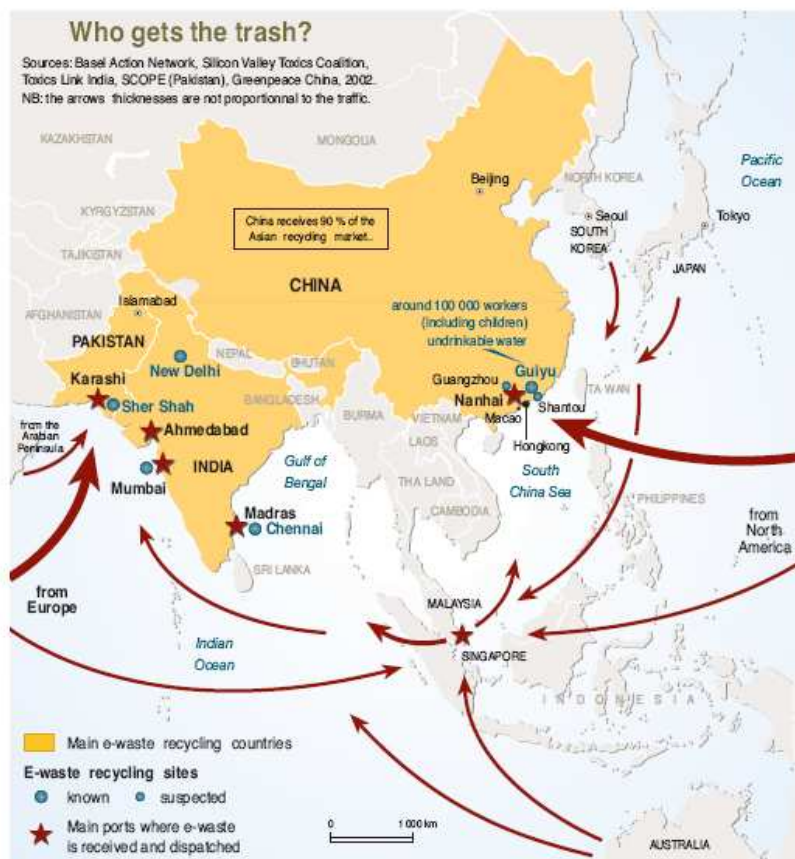 Who gets the trash?
Sources: Basel Action Network, Silicon Valley Toxics Coalition,
Toxics Link India, SCOPE (Pakistan), Greenpeace China, 2002.
NB: the arrows thicknesses are not proportionnal to the traffic.
KAZAKHSTAN
MONGOLIA
Pacific
Ocean
Beijing
NORTH KOREA
KYRGYZSTAN
China receives 90 % of the
Asian recycling market..
Seoul
SOUTH
KOREA
Tokyo
TAJIKISTAN
JAPAN
CHINA
AFGHANISTAN
Islamabad
around 100 000 workers
(including children)
undrinkable water
PAKISTAN
New Delhi
NEPAL
BHUTAN
Karashi
Sher Shah
BANGLADESH
Guangzhou
Guiyu
TA WAN
Nanhai
Shantou
Macao
Hongkong
from the
Arabian
Peninsula
Ahmedabad
BURMA
VIETNAM
LAOS
INDIA
Mumbai
Gulf of
Bengal
THA LAND
South
China Sea
PHILIPPINES
Madras
Chennai
CAMBODIA
from
North
America
SRI LANKA
from
Europe
MALAYSIA
Indian
Ocean
SINGAPORE
INDONESIA
Main e-waste recycling countries
E-waste recycling sites
known
suspected
Main ports where e-waste
is received and dispatched
0
1 000 km
AUSTRALIA